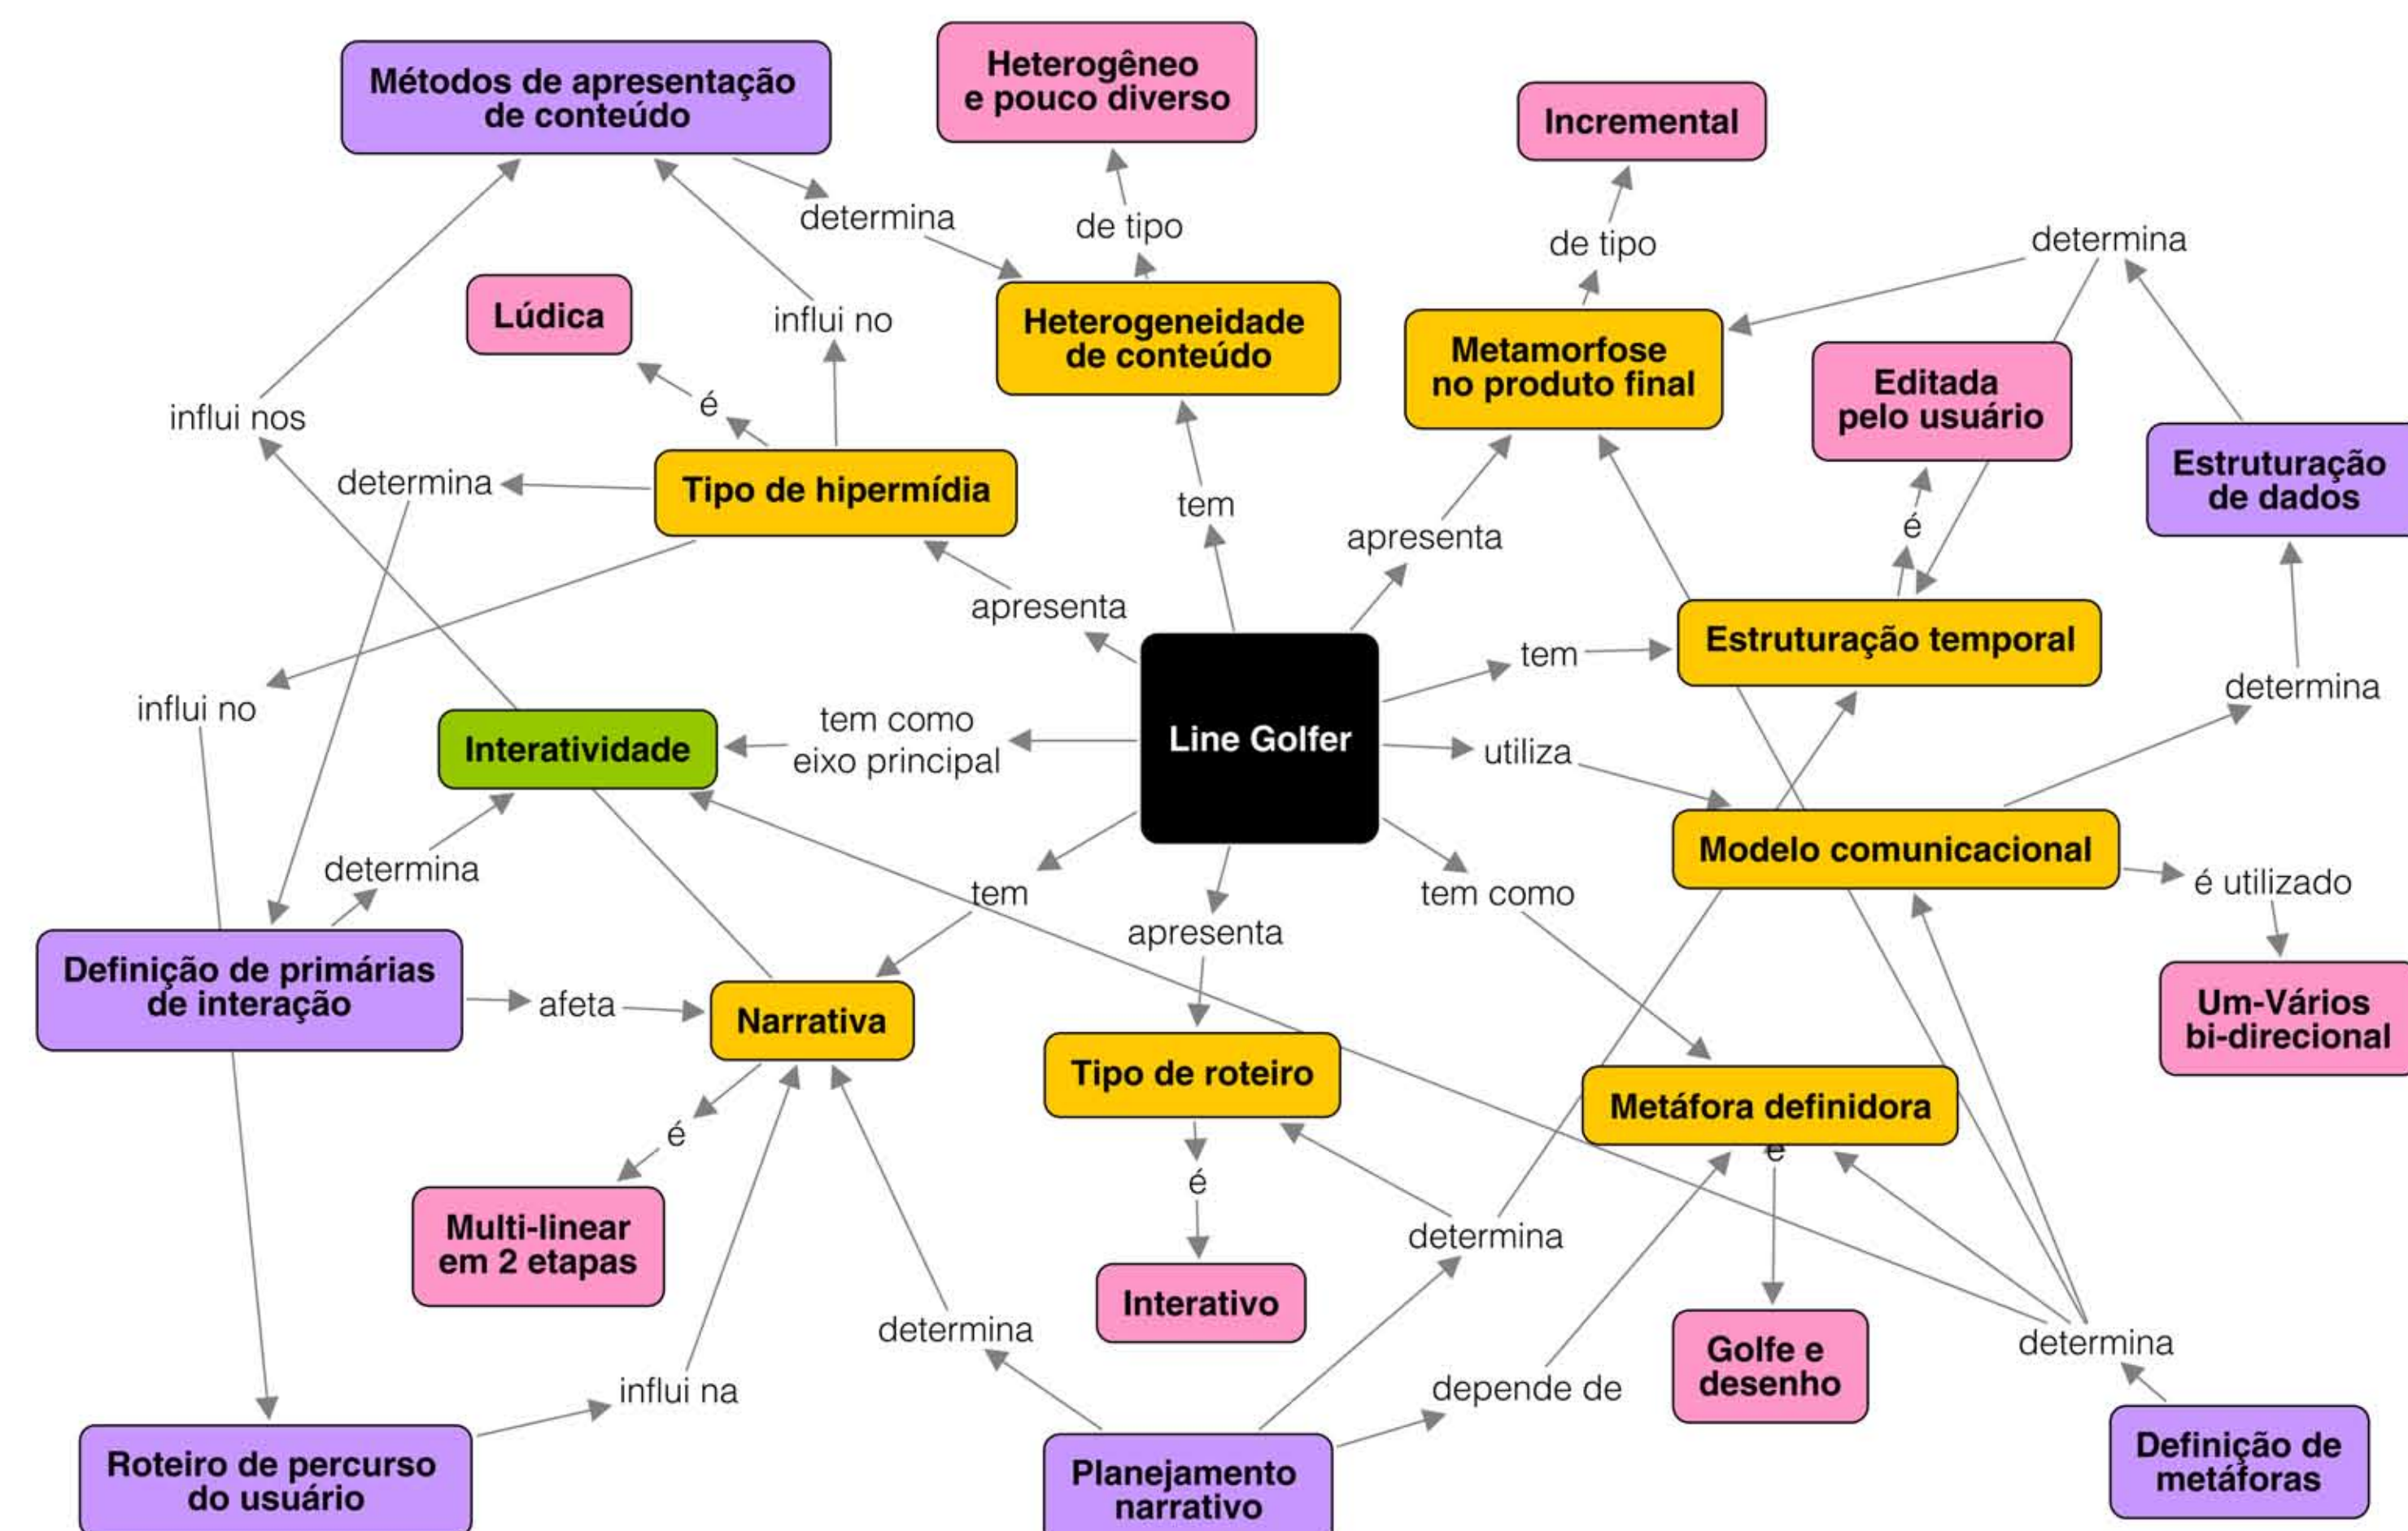 Métodos de apresentação
de conteúdo
Heterogêneo
e pouco diverso
Incremental
determina
de tipo
de tipo
determina
Lúdica
influi no
Heterogeneidade
de conteúdo
Metamorfose
no produto final
Editada
pelo usuário
influi nos
é
Estruturação
de dados
determina
Tipo de hipermídia
tem
apresenta
é
apresenta
Estruturação temporal
tem
determina
influi no
Interatividade
tem como
eixo principal
Line Golfer
utiliza
Modelo comunicacional
determina
tem
tem como
é utilizado
apresenta
Definição de primárias
de interação
afeta
Narrativa
Um-Vários
bi-direcional
Tipo de roteiro
Metáfora definidora
é
é
é
Multi-linear
em 2 etapas
determina
Interativo
determina
Golfe e
desenho
determina
influi na
depende de
Roteiro de percurso
do usuário
Planejamento
narrativo
Definição de
metáforas